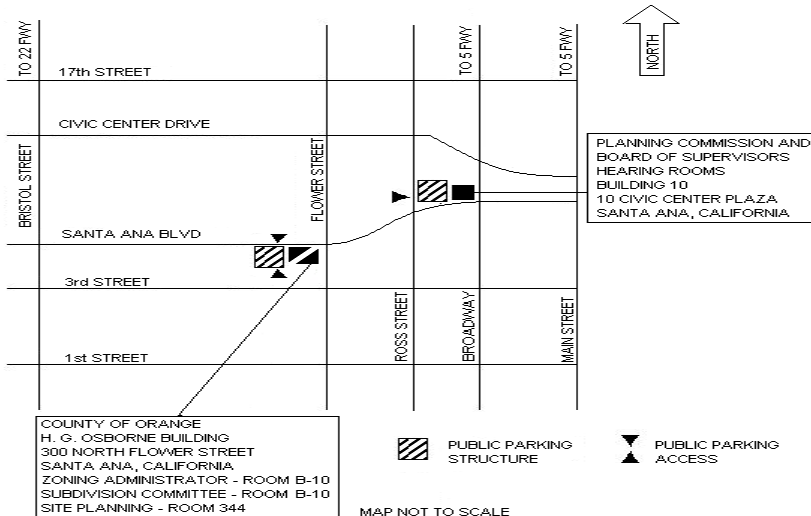 TO 22 FWY
TO 5 FWY
TO 5 FWY
NORTH
17th STREET
CIVIC CENTER DRIVE
BRISTOL STREET
FLOWER STREET
PLANNING COMMISSION AND
BOARD OF SUPERVISORS
HEARING ROOMS
BUILDING 10
10 CIVIC CENTER PLAZA
SANTA ANA, CALIFORNIA
SANTA ANA BLVD
3rd STREET
ROSS STREET
BROADWAY
MAIN STREET
1st STREET
COUNTY OF ORANGE
H. G. OSBORNE BUILDING
300 NORTH FLOWER STREET
SANTA ANA, CALIFORNIA
ZONING ADMINISTRATOR - ROOM B-10
SUBDIVISION COMMITTEE - ROOM B-10
SITE PLANNING - ROOM 344
PUBLIC PARKING
STRUCTURE
PUBLIC PARKING
ACCESS
MAP NOT TO SCALE